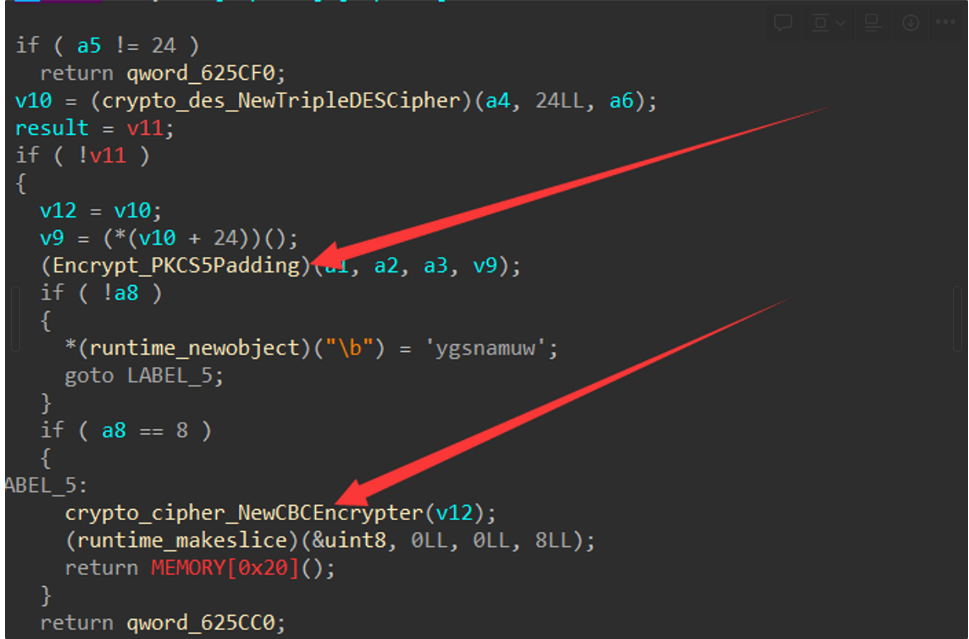 if ( a5 != 24 )
return qword_625CF0;
v10 = (crypto_des_NewTripleDESCipher)(a4, 24LL, a6);
result = v11;
if ( !v11 )
{
v12 = v10;
v9 = (*(v10 + 24))();
(Encrypt_PKCS5Padding)(a1, a2, a3, v9);
if ( !a8 )
{
*(runtime_newobject)("\b") = 'ygsnamuw';
goto LABEL_5;
}
if ( a8 == 8 )
{
ABEL_5:
crypto_cipher_NewCBCEncrypter(v12);
(runtime_makeslice)(&uint8, 0LL, 0LL, 8LL);
return MEMORY[0x20]();
}
return qword_625CC0;